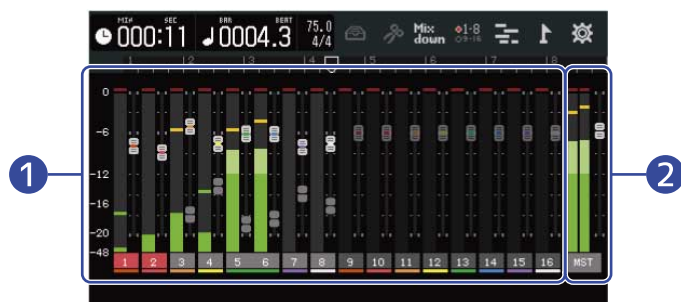 MIN SEC BAR BEAT
000:11 0004.3 75.0 4/4 Mix down 1-8 09-16
1 2 3 4 5 6 7 8
0
-6
-12
-16
-20
-48
1 2 3 4 5 6 7 8 9 10 11 12 13 14 15 16 MST
1 2